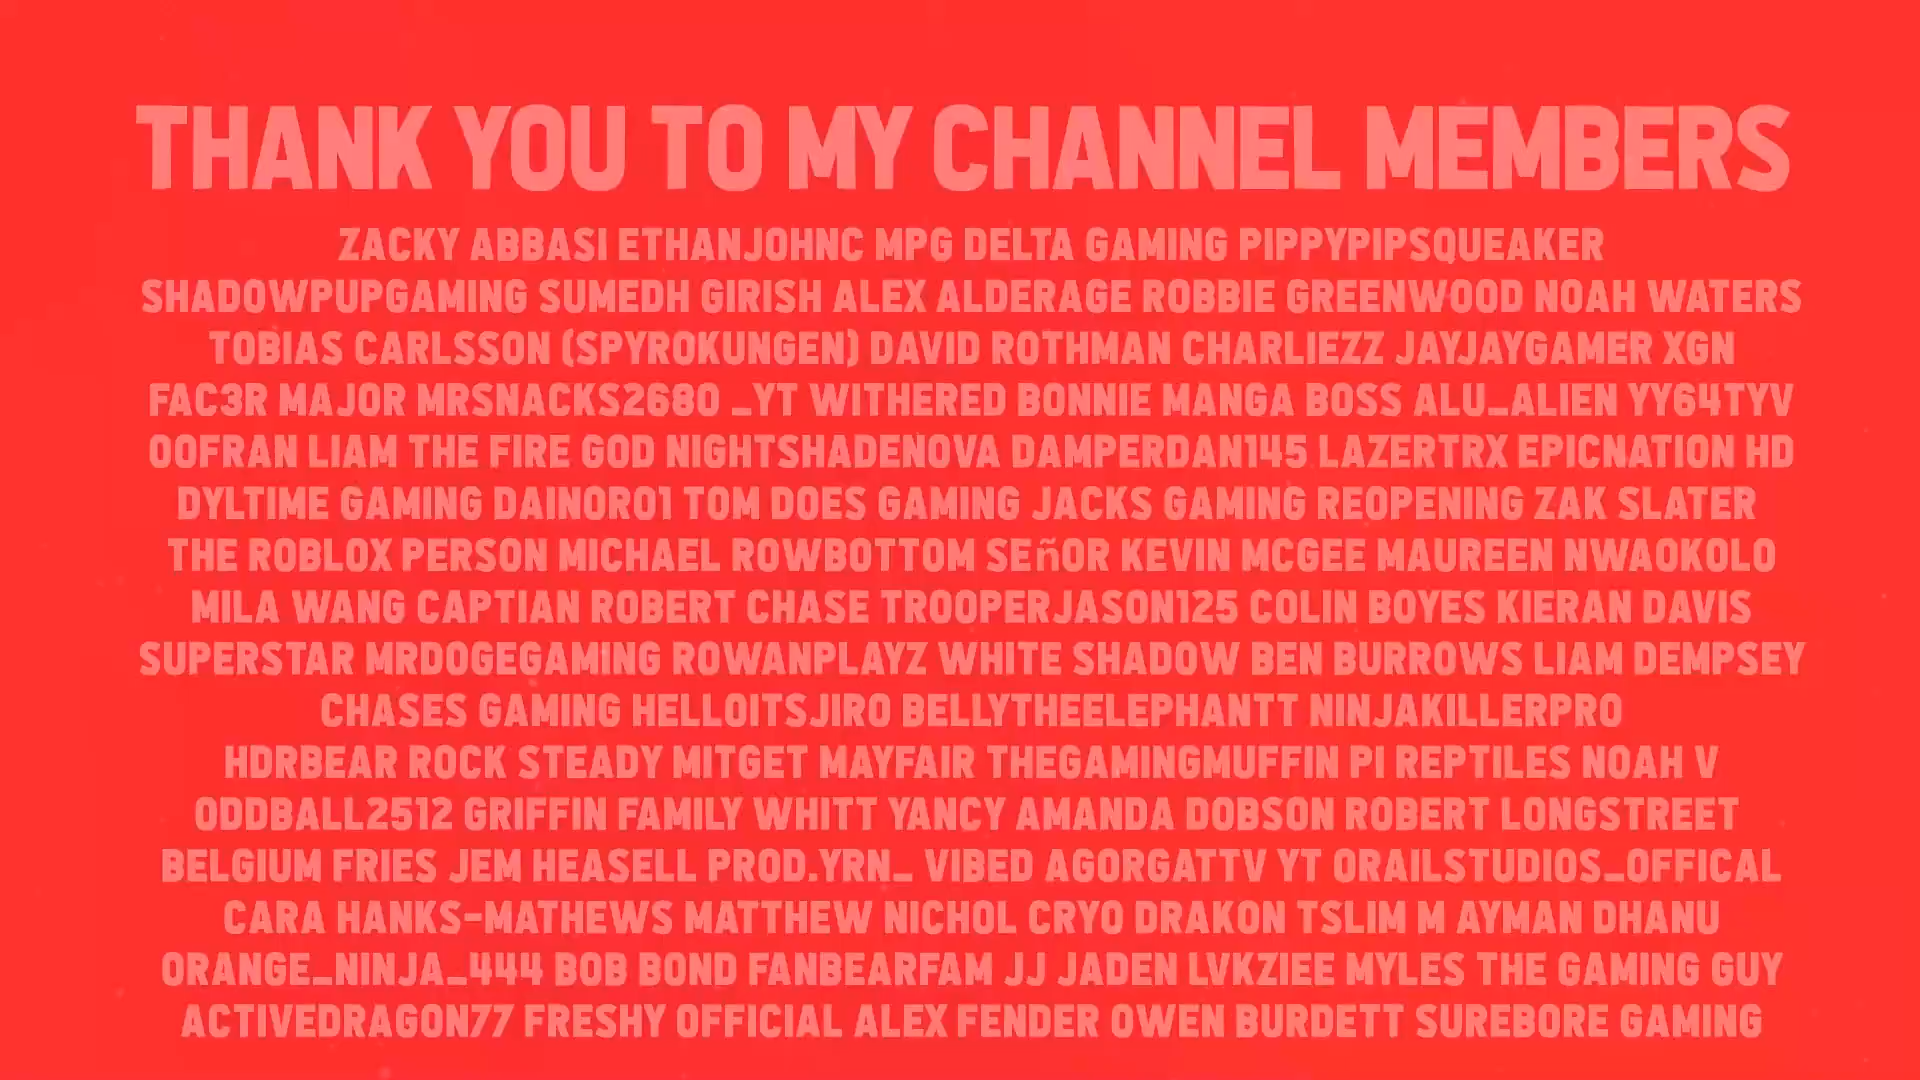 THANK YOU TO MY CHANNEL MEMBERS
ZACKY ABBASI ETHANJOHNC MPG DELTA GAMING PIPPYPIPSQUEAKER
SHADOWPUPGAMING SUMEDH GIRISH ALEX ALDERAGE ROBBIE GREENWOOD NOAH WATERS
TOBIAS CARLSSON (SPYROKUNGEN) DAVID ROTHMAN CHARLIEZZ JAYJAYGAMER XGN
FAC3R MAJOR MRSNACKS2680 _YT WITHERED BONNIE MANGA BOSS ALU_ALIEN YY64TYV
OOFRAN LIAM THE FIRE GOD NIGHTSHADENOVA DAMPERDAN145 LAZERTRX EPICNATION HD
DYLTIME GAMING DAINORO1 TOM DOES GAMING JACKS GAMING REOPENING ZAK SLATER
THE ROBLOX PERSON MICHAEL ROWBOTTOM SEñOR KEVIN MCGEE MAUREEN NWAOKOLO
MILA WANG CAPTIAN ROBERT CHASE TROOPERJASON125 COLIN BOYES KIERAN DAVIS
SUPERSTAR MRDOGEGAMING ROWANPLAYZ WHITE SHADOW BEN BURROWS LIAM DEMPSEY
CHASES GAMING HELLOITSJIRO BELLYTHEELEPHANTT NINJAKILLERPRO
HDRBEAR ROCK STEADY MITGET MAYFAIR THEGAMINGMUFFIN PI REPTILES NOAH V
ODDBALL2512 GRIFFIN FAMILY WHITT YANCY AMANDA DOBSON ROBERT LONGSTREET
BELGIUM FRIES JEM HEASELL PROD.YRN_ VIBED AGORGATTV YT ORAILSTUDIOS_OFFICAL
CARA HANKS-MATHEWS MATTHEW NICHOL CRYO DRAKON TSLIM M AYMAN DHANU
ORANGE_NINJA_444 BOB BOND FANBEARFAM JJ JADEN LVKZIEE MYLES THE GAMING GUY
ACTIVEDRAGON77 FRESHY OFFICIAL ALEX FENDER OWEN BURDETT SUREBORE GAMING